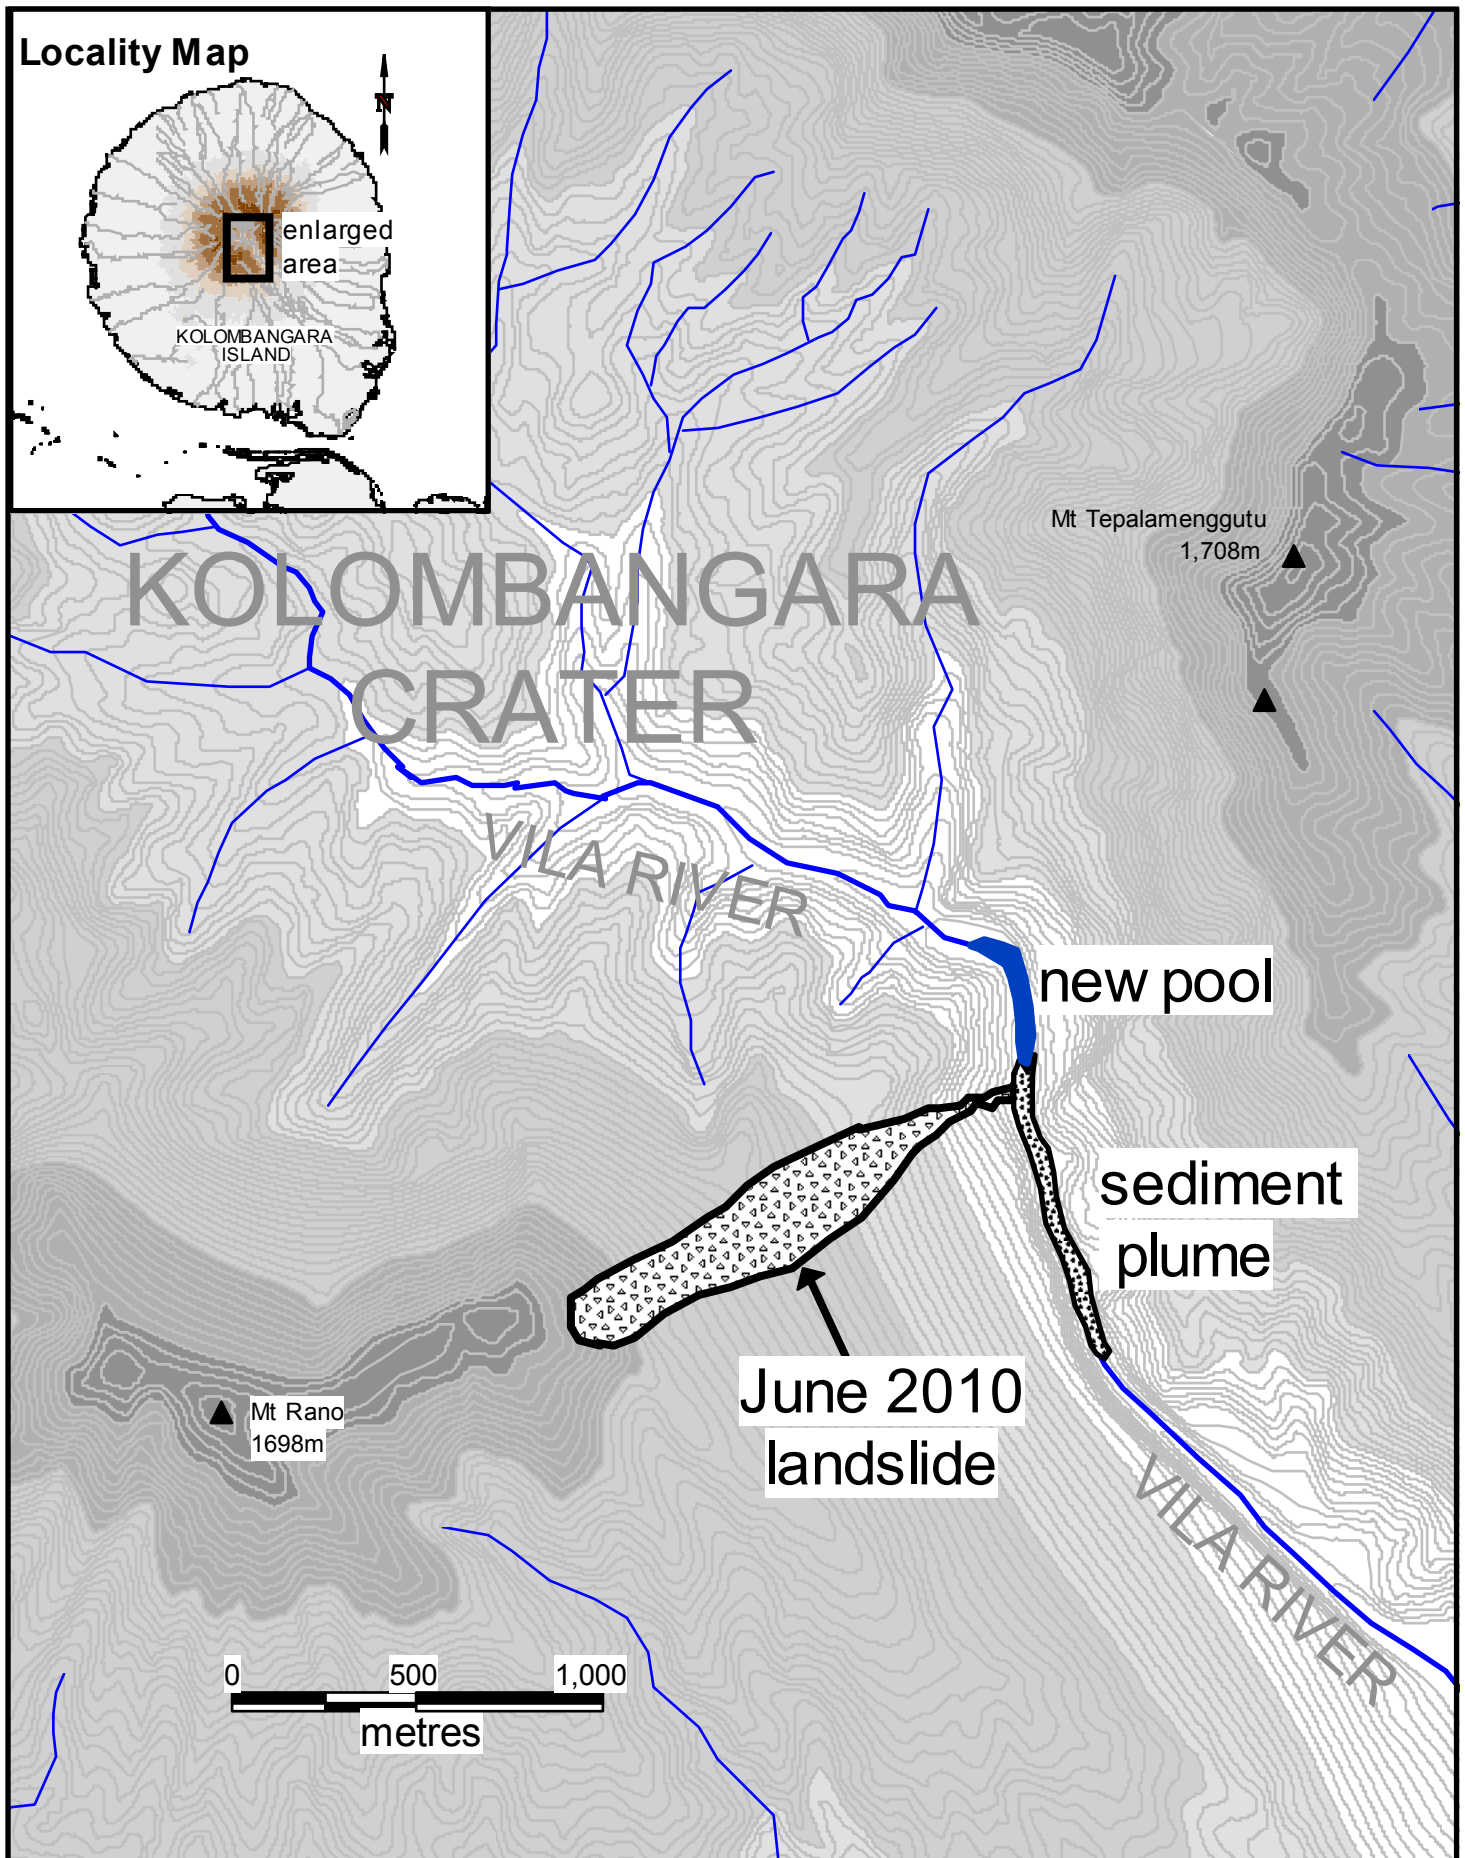 Locality Map
N
enlarged
area
KOLOMBANGARA
ISLAND
Mt Tepalamenggutu
1,708m
KOLOMBANGARA
CRATER
VILA RIVER
new pool
sediment
plume
June 2010
landslide
Mt Rano
1698m
VILA RIVER
0 500 1,000
metres